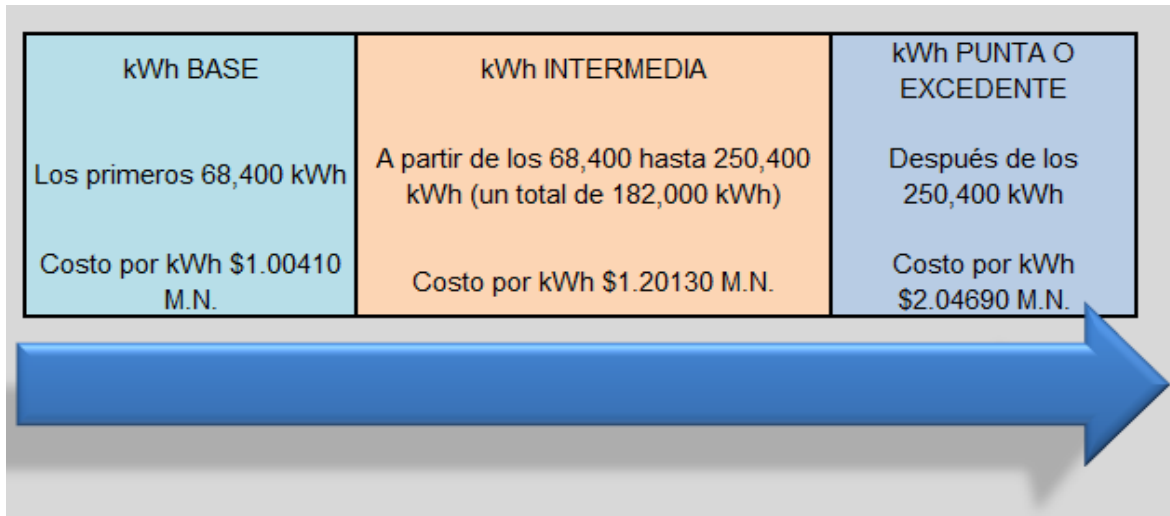 kWh BASE
Los primeros 68,400 kWh
Costo por kWh $1.00410
M.N.
kWh INTERMEDIA
A partir de los 68,400 hasta 250,400
kWh (un total de 182,000 kWh)
Costo por kWh $1.20130 M.N.
kWh PUNTA O
EXCEDENTE
Después de los
250,400 kWh
Costo por kWh
$2.04690 M.N.